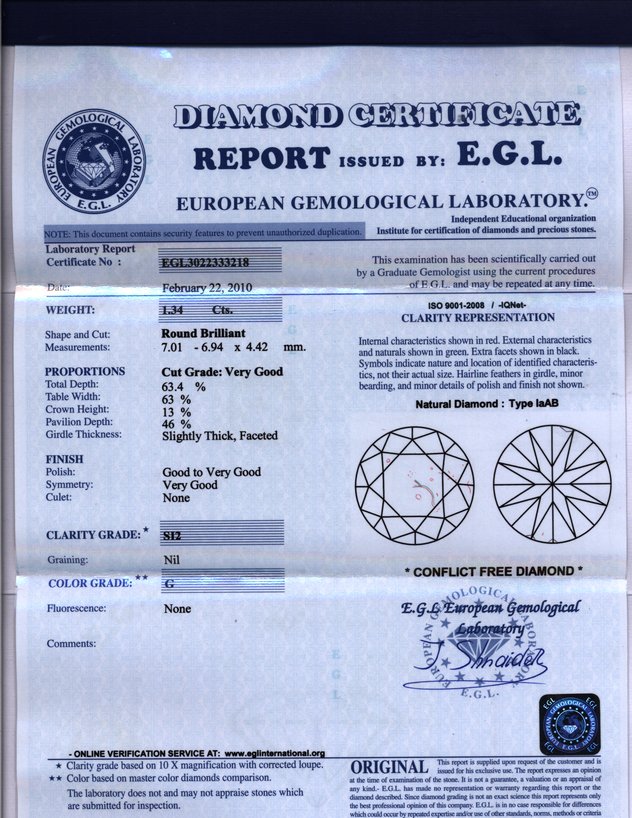 EUROPEAN GEMOLOGICAL LABORATORY
E.G.L.
DIAMOND CERTIFICATE
REPORT ISSUED BY: E.G.L.
EUROPEAN GEMOLOGICAL LABORATORY.™
Independent Educational organization
Institute for certification of diamonds and precious stones.
NOTE: This document contains security features to prevent unauthorized duplication.
Laboratory Report
Certificate No : EGL3022333218
Date: February 22, 2010
WEIGHT: 1.34 Cts.
Shape and Cut: Round Brilliant
Measurements: 7.01 - 6.94 x 4.42 mm.
PROPORTIONS Cut Grade: Very Good
Total Depth: 63.4 %
Table Width: 63 %
Crown Height: 13 %
Pavilion Depth: 46 %
Girdle Thickness: Slightly Thick, Faceted
FINISH
Polish: Good to Very Good
Symmetry: Very Good
Culet: None
CLARITY GRADE: * SI2
Graining: Nil
COLOR GRADE: ** G
Fluorescence: None
Comments:
This examination has been scientifically carried out
by a Graduate Gemologist using the current procedures
of E.G.L. and may be repeated at any time.
ISO 9001-2008 / -IQNet-
CLARITY REPRESENTATION
Internal characteristics shown in red. External characteristics
and naturals shown in green. Extra facets shown in black.
Symbols indicate nature and location of identified characteris-
tics, not their actual size. Hairline feathers in girdle, minor
bearding, and minor details of polish and finish not shown.
Natural Diamond : Type IaAB
* CONFLICT FREE DIAMOND *
E.G.L European Gemological
Laboratory
EUROPEAN GEMOLOGICAL LABORATORY
E.G.L.
E
G
L
EGL
EGL
EGL
EGL
- ONLINE VERIFICATION SERVICE AT: www.eglinternational.org
★ Clarity grade based on 10 X magnification with corrected loupe.
★★ Color based on master color diamonds comparison.
The laboratory does not and may not appraise stones which
are submitted for inspection.
ORIGINAL This report is supplied upon request of the customer and is
issued for his exclusive use. The report expresses an opinion
at the time of examination of the stone. It is not a guarantee, a valuation or an appraisal of
any kind.- E.G.L. has made no representation or warranty regarding this report or the
diamond described. Since diamond grading is not an exact science this report represents only
the best professional opinion of this company. E.G.L. is in no case responsible for differences
which could occur by repeated expertise and/or use of other standards, norms, methods or criteria